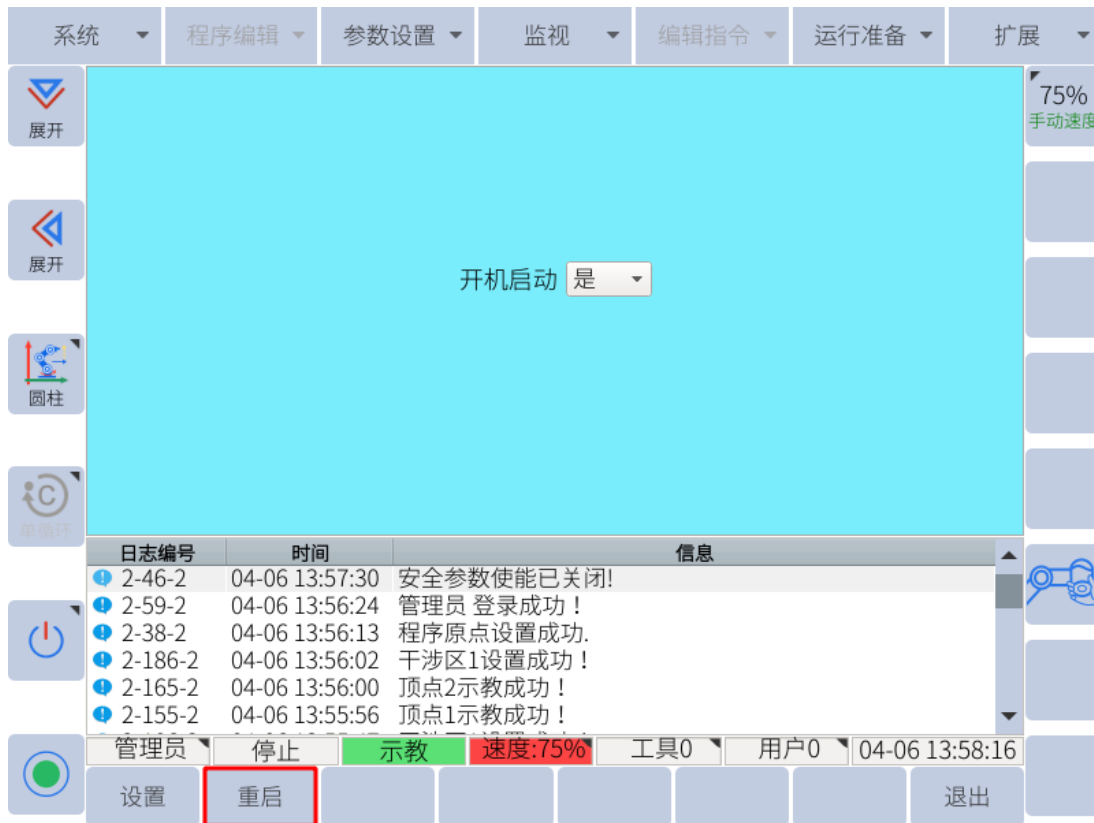 系统 程序编辑 参数设置 监视 编辑指令 运行准备 扩展
展开
75%
手动速度
展开
开机启动 是
圆柱
单循环
日志编号 时间 信息
2-46-2 04-06 13:57:30 安全参数使能已关闭!
2-59-2 04-06 13:56:24 管理员 登录成功！
2-38-2 04-06 13:56:13 程序原点设置成功.
2-186-2 04-06 13:56:02 干涉区1设置成功！
2-165-2 04-06 13:56:00 顶点2示教成功！
2-155-2 04-06 13:55:56 顶点1示教成功！
管理员 停止 示教 速度:75% 工具0 用户0 04-06 13:58:16
设置 重启 退出